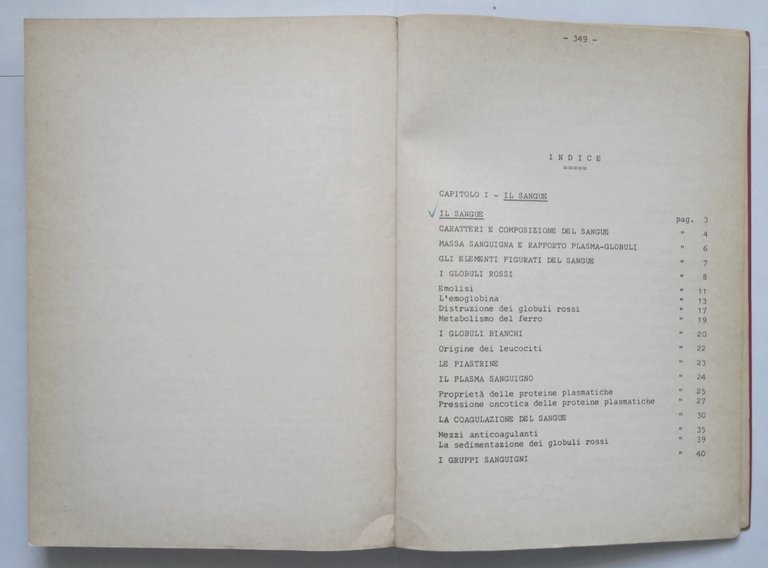 - 349 -
I N D I C E
=====
CAPITOLO I - IL SANGUE
IL SANGUE pag. 3
CARATTERI E COMPOSIZIONE DEL SANGUE " 4
MASSA SANGUIGNA E RAPPORTO PLASMA-GLOBULI " 6
GLI ELEMENTI FIGURATI DEL SANGUE " 7
I GLOBULI ROSSI " 8
Emolisi " 11
L'emoglobina " 13
Distruzione dei globuli rossi " 17
Metabolismo del ferro " 19
I GLOBULI BIANCHI " 20
Origine dei leucociti " 22
LE PIASTRINE " 23
IL PLASMA SANGUIGNO " 24
Proprietà delle proteine plasmatiche " 25
Pressione oncotica delle proteine plasmatiche " 27
LA COAGULAZIONE DEL SANGUE " 30
Mezzi anticoagulanti " 35
La sedimentazione dei globuli rossi " 39
I GRUPPI SANGUIGNI " 40